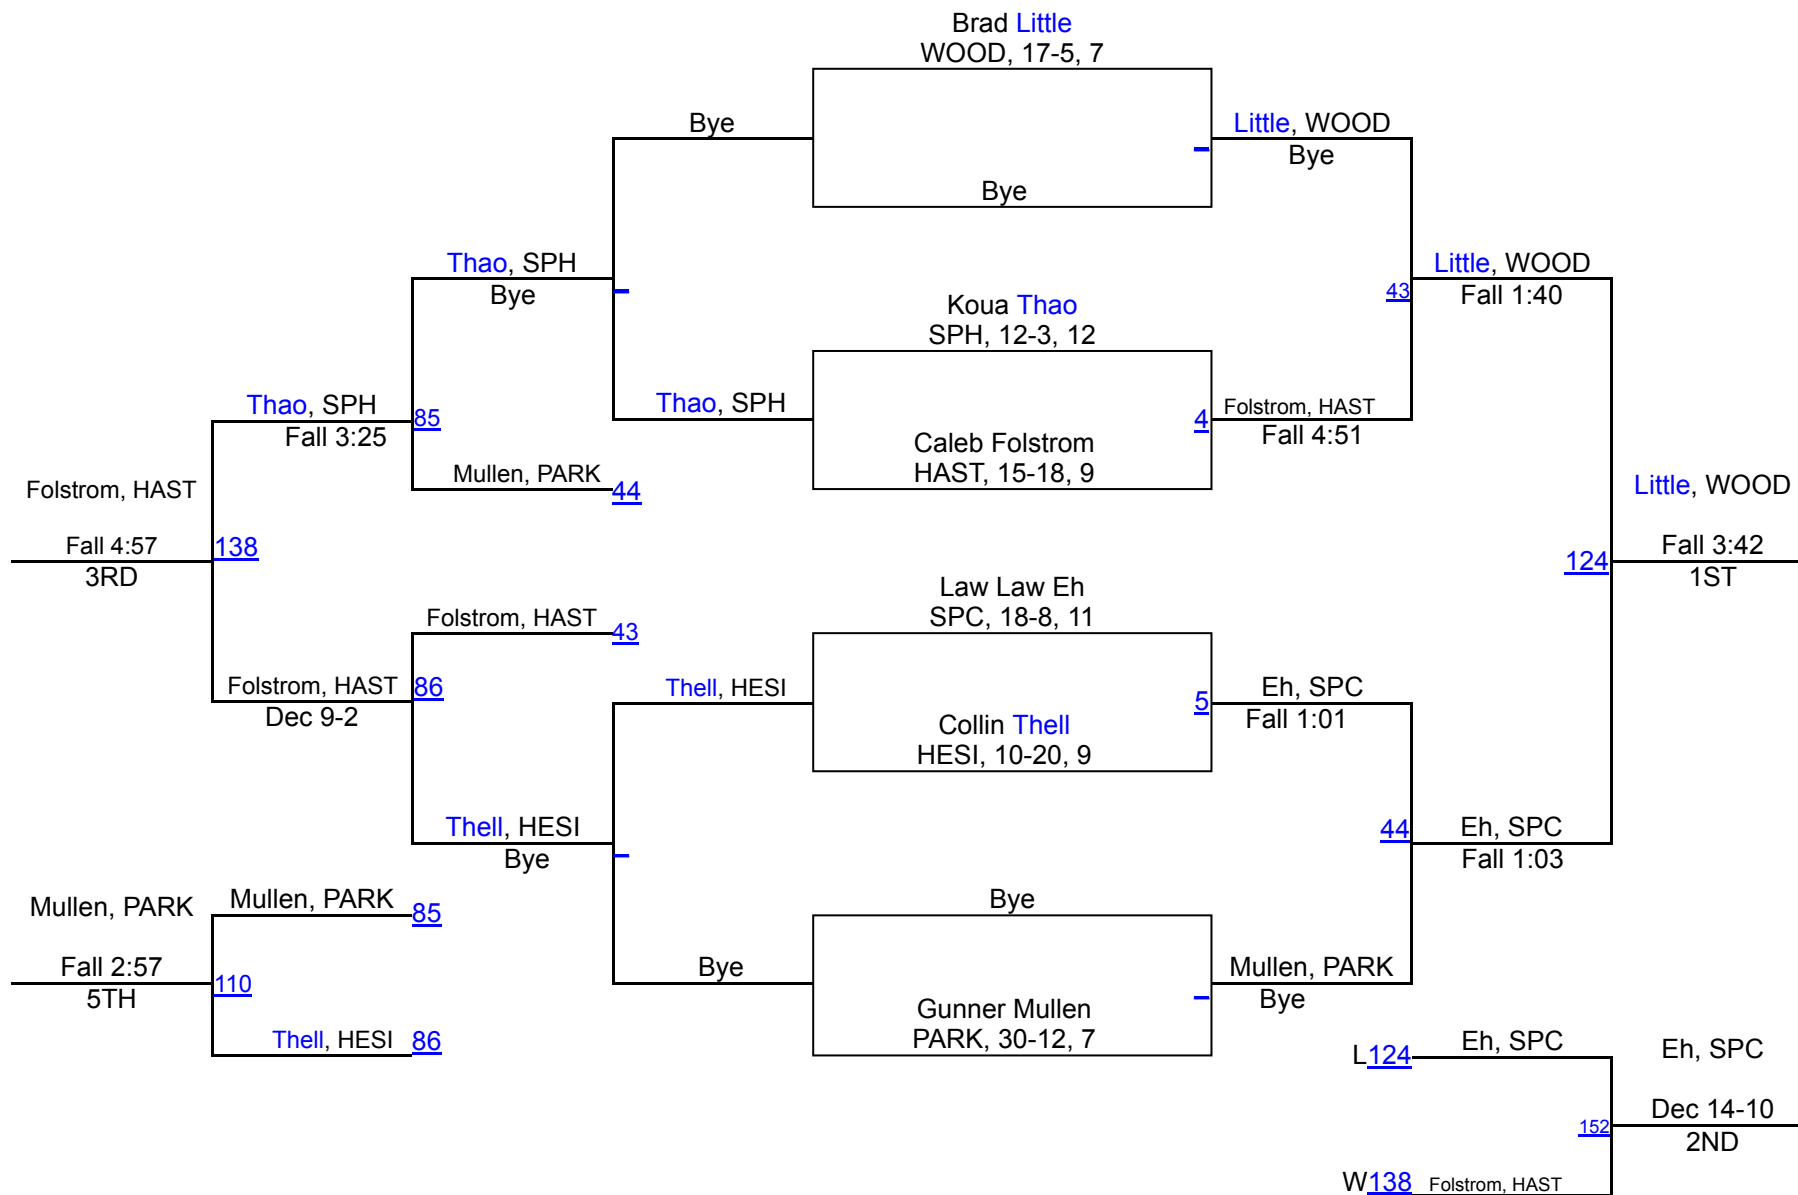 Brad Little
WOOD, 17-5, 7
Bye
Little, WOOD
Bye
Bye
Thao, SPH
Bye
Koua Thao
SPH, 12-3, 12
43
Little, WOOD
Fall 1:40
Thao, SPH
Fall 3:25
85
Thao, SPH
Caleb Folstrom
HAST, 15-18, 9
4
Folstrom, HAST
Fall 4:51
Mullen, PARK
44
Folstrom, HAST
Fall 4:57
3RD
138
Little, WOOD
124
Fall 3:42
1ST
Law Law Eh
SPC, 18-8, 11
Folstrom, HAST
43
Folstrom, HAST
Dec 9-2
86
Thell, HESI
Collin Thell
HESI, 10-20, 9
5
Eh, SPC
Fall 1:01
Thell, HESI
Bye
44
Eh, SPC
Fall 1:03
Mullen, PARK
Mullen, PARK
85
Bye
Fall 2:57
5TH
110
Bye
Gunner Mullen
PARK, 30-12, 7
Mullen, PARK
Bye
Thell, HESI
86
L124
Eh, SPC
Eh, SPC
152
Dec 14-10
2ND
W138
Folstrom, HAST